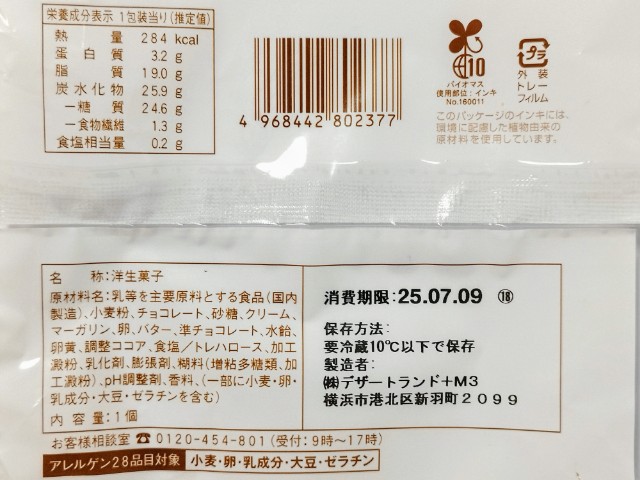 栄養成分表示 1包装当り(推定値)
熱量 284 kcal
蛋白質 3.2 g
脂質 19.0 g
炭水化物 25.9 g
－糖質 24.6 g
－食物繊維 1.3 g
食塩相当量 0.2 g
4 968442 802377
10
バイオマス
使用部位:インキ
No.160011
プラ
外装
トレー
フィルム
このパッケージのインキには、
環境に配慮した植物由来の
原材料を使用しています。
名称:洋生菓子
原材料名:乳等を主要原料とする食品(国内
製造)、小麦粉、チョコレート、砂糖、クリーム、
マーガリン、卵、バター、準チョコレート、水飴、
卵黄、調整ココア、食塩／トレハロース、加工
澱粉、乳化剤、膨張剤、糊料(増粘多糖類、加
工澱粉)、pH調整剤、香料、(一部に小麦・卵・
乳成分・大豆・ゼラチンを含む)
内容量:1個
消費期限:25.07.09 ⑱
保存方法:
要冷蔵10℃以下で保存
製造者:
㈱デザートランド+M3
横浜市港北区新羽町2099
お客様相談室 ☎ 0120-454-801 (受付:9時〜17時)
アレルゲン28品目対象 小麦・卵・乳成分・大豆・ゼラチン